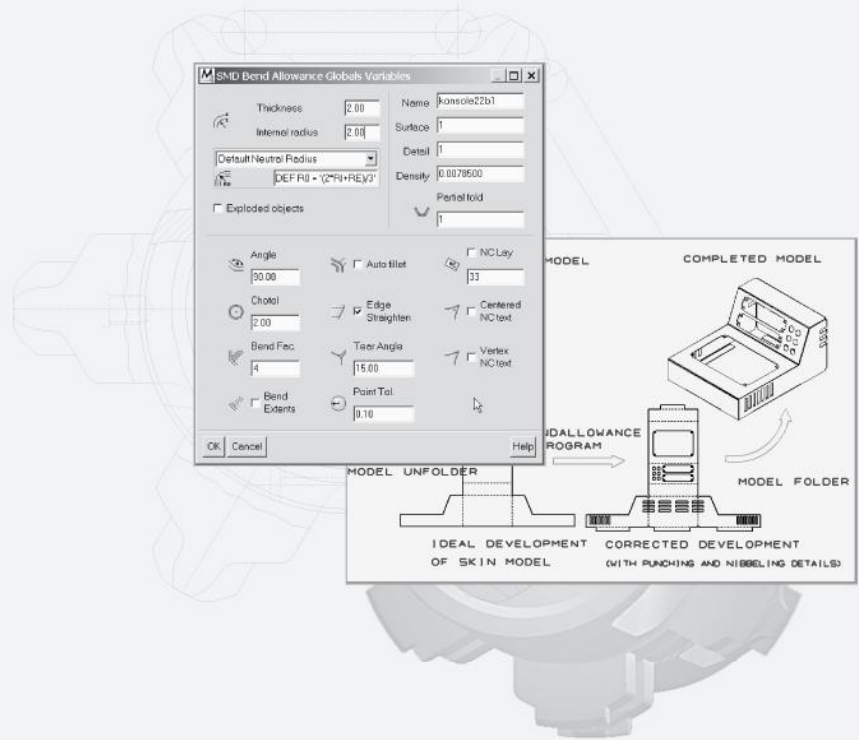 SMD Bend Allowance Globals Variables
Thickness 2.00
Internal radius 2.00
Default Neutral Radius
DEF R0 = '(2*RI+RE)/3'
Exploded objects
Name konsole22b1
Surface 1
Detail 1
Density 0.0078500
Partial fold
1
Angle
90.00
Auto fillet
NC Lay
33
Chotol
2.00
Edge
Straighten
Centered
NC text
Bend Fac.
4
Tear Angle
15.00
Vertex
NC text
Bend
Extents
Point Tol.
0.10
OK Cancel Help
MODEL
COMPLETED MODEL
NDALLOWANCE
ROGRAM
MODEL UNFOLDER
MODEL FOLDER
IDEAL DEVELOPMENT
OF SKIN MODEL
CORRECTED DEVELOPMENT
(WITH PUNCHING AND NIBBELING DETAILS)